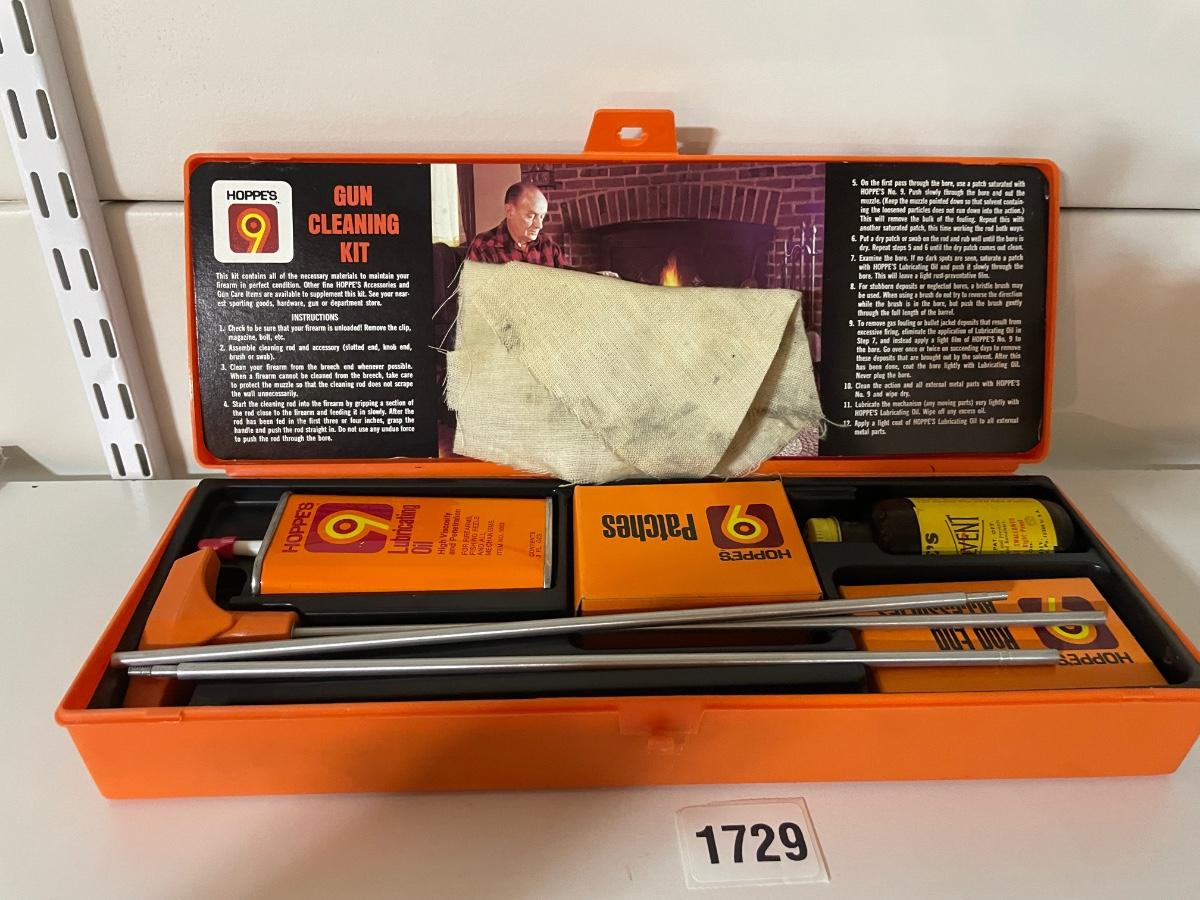 HOPPE'S
9
GUN
CLEANING
KIT
This kit contains all of the necessary materials to maintain your
firearm in perfect condition. Other fine HOPPE'S Accessories and
Gun Care Items are available to supplement this kit. See your near-
est sporting goods, hardware, gun or department store.
INSTRUCTIONS
1. Check to be sure that your firearm is unloaded! Remove the clip,
magazine, bolt, etc.
2. Assemble cleaning rod and accessory (slotted end, knob end,
brush or swab).
3. Clean your firearm from the breech end whenever possible.
When a firearm cannot be cleaned from the breech, take care
to protect the muzzle so that the cleaning rod does not scrape
the wall unnecessarily.
4. Start the cleaning rod into the firearm by gripping a section of
the rod close to the firearm and feeding it in slowly. After the
rod has been fed in the first three or four inches, grasp the
handle and push the rod straight in. Do not use any undue force
to push the rod through the bore.
5. On the first pass through the bore, use a patch saturated with
HOPPE'S No. 9. Push slowly through the bore and out the
muzzle. (Keep the muzzle pointed down so that solvent contain-
ing the loosened particles does not run down into the action.)
This will remove the bulk of the fouling. Repeat this with
another saturated patch, this time working the rod both ways.
6. Put a dry patch or swab on the rod and rub well until the bore is
dry. Repeat steps 5 and 6 until the dry patch comes out clean.
7. Examine the bore. If no dark spots are seen, saturate a patch
with HOPPE'S Lubricating Oil and push it slowly through the
bore. This will leave a light rust-preventative film.
8. For stubborn deposits or neglected bores, a bristle brush may
be used. When using a brush do not try to reverse the direction
while the brush is in the bore, but push the brush gently
through the full length of the barrel.
9. To remove gas fouling or bullet jacket deposits that result from
excessive firing, eliminate the application of Lubricating Oil in
Step 7, and instead apply a light film of HOPPE'S No. 9 to
the bore. Go over once or twice on succeeding days to remove
these deposits that are brought out by the solvent. After this
has been done, coat the bore lightly with Lubricating Oil.
Never plug the bore.
10. Clean the action and all external metal parts with HOPPE'S
No. 9 and wipe dry.
11. Lubricate the mechanism (any moving parts) very lightly with
HOPPE'S Lubricating Oil. Wipe off any excess oil.
12. Apply a light coat of HOPPE'S Lubricating Oil to all external
metal parts.
HOPPE'S
9
Lubricating
Oil
High Viscosity
and Penetration
FOR FIREARMS,
FISHING REELS
AND ALL
MECHANISMS
ITEM NO. 1003
CONTENTS
3 FL. OZS.
HOPPE'S
9
Patches
HOPPE'S
9
ROD END
1729